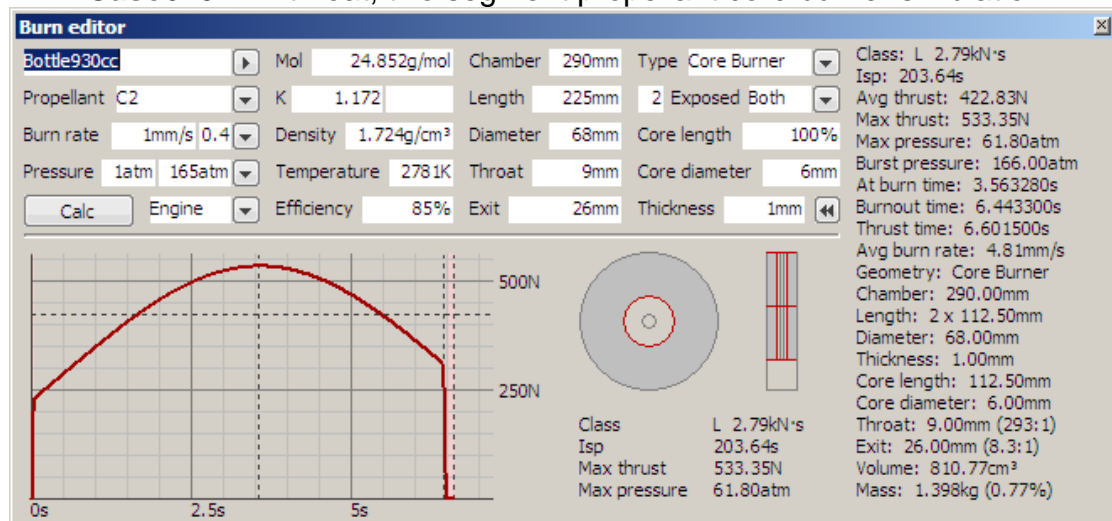 Burn editor
Bottle930cc Mol 24.852g/mol Chamber 290mm Type Core Burner
Propellant C2 K 1.172 Length 225mm 2 Exposed Both
Burn rate 1mm/s 0.4 Density 1.724g/cm³ Diameter 68mm Core length 100%
Pressure 1atm 165atm Temperature 2781K Throat 9mm Core diameter 6mm
Calc Engine Efficiency 85% Exit 26mm Thickness 1mm
Class: L 2.79kN·s
Isp: 203.64s
Avg thrust: 422.83N
Max thrust: 533.35N
Max pressure: 61.80atm
Burst pressure: 166.00atm
At burn time: 3.563280s
Burnout time: 6.443300s
Thrust time: 6.601500s
Avg burn rate: 4.81mm/s
Geometry: Core Burner
Chamber: 290.00mm
Length: 2 x 112.50mm
Diameter: 68.00mm
Thickness: 1.00mm
Core length: 112.50mm
Core diameter: 6.00mm
Throat: 9.00mm (293:1)
Exit: 26.00mm (8.3:1)
Volume: 810.77cm³
Mass: 1.398kg (0.77%)
500N
250N
0s 2.5s 5s
Class L 2.79kN·s
Isp 203.64s
Max thrust 533.35N
Max pressure 61.80atm